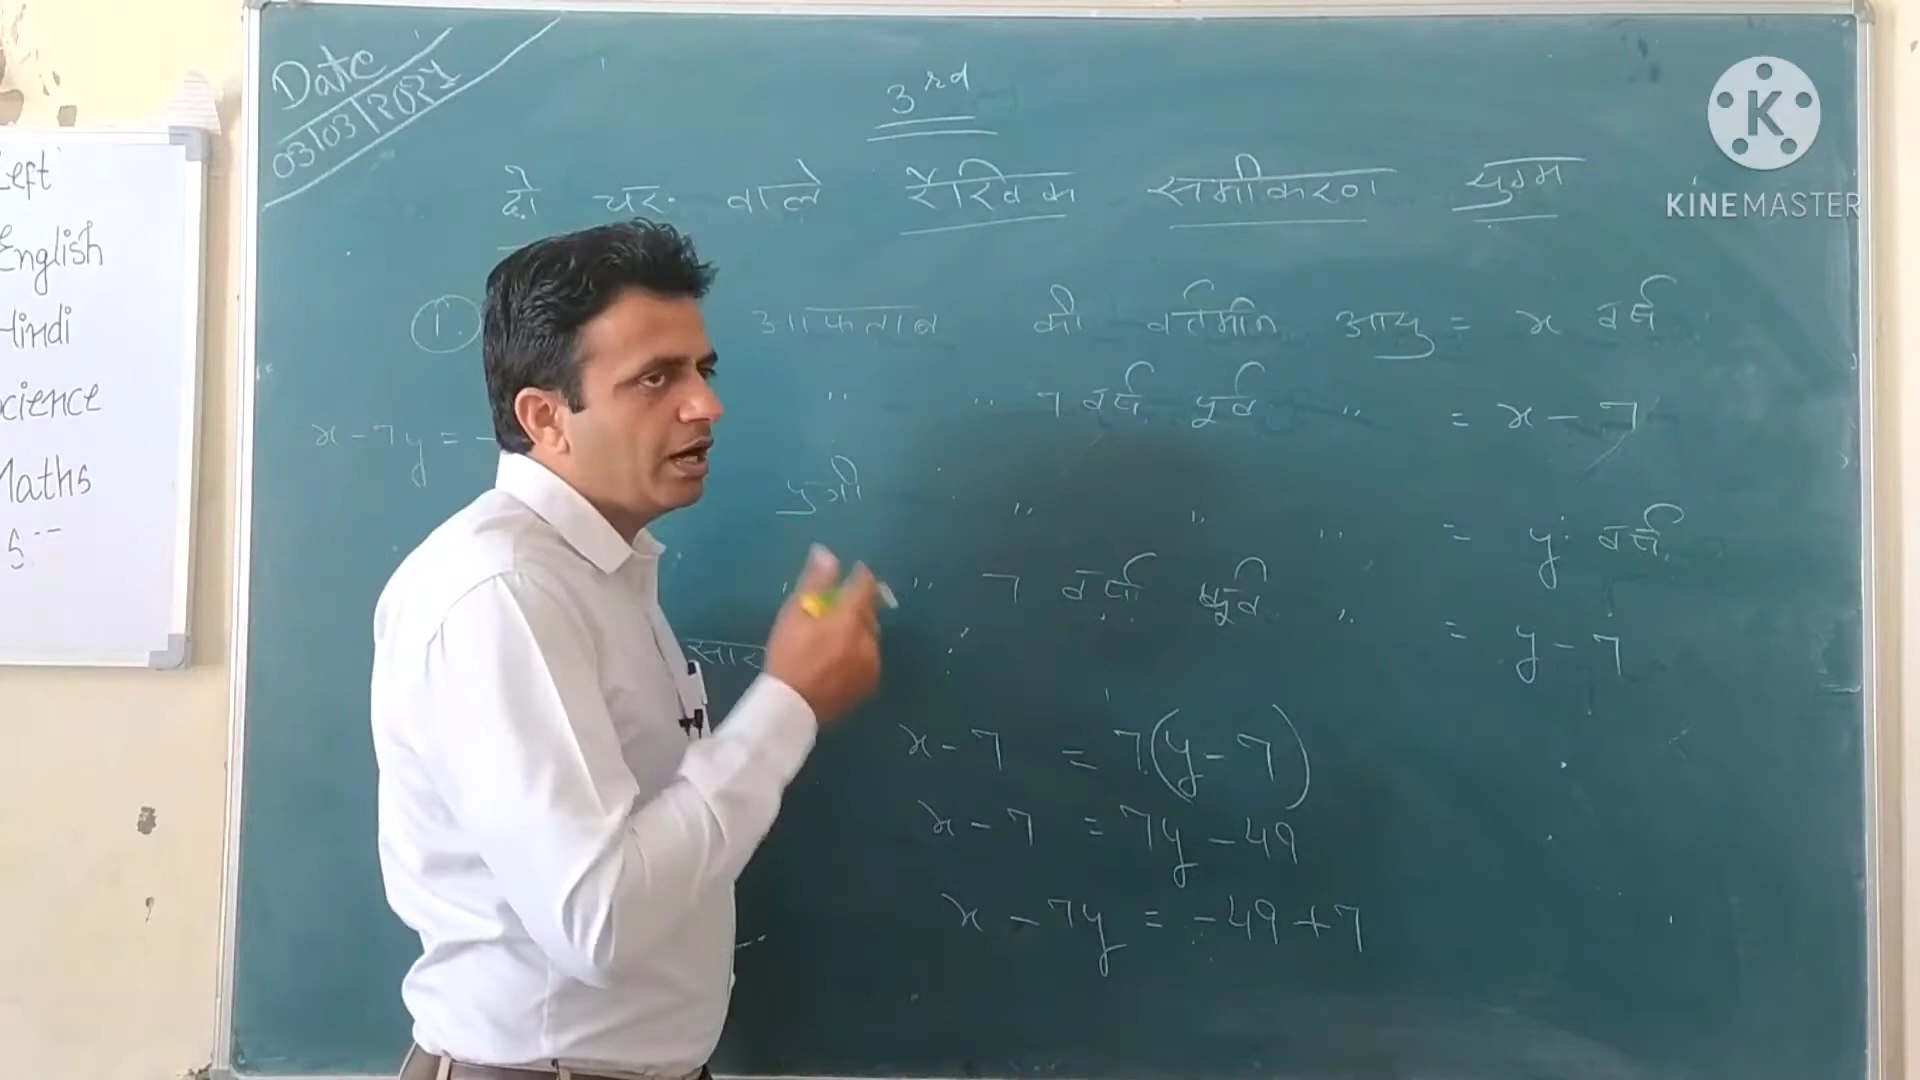 Date
03/03/2021
3rd
दो चर वाले रैखिक समीकरण युग्म
1. आफताब की वर्तमान आयु = x वर्ष
" " 7 वर्ष पूर्व " = x - 7
x - 7y = -
पुत्री " " " = y वर्ष
" " 7 वर्ष पूर्व " = y - 7
x - 7 = 7(y - 7)
x - 7 = 7y - 49
x - 7y = -49 + 7
Left
English
Hindi
Science
Maths
KINEMASTER